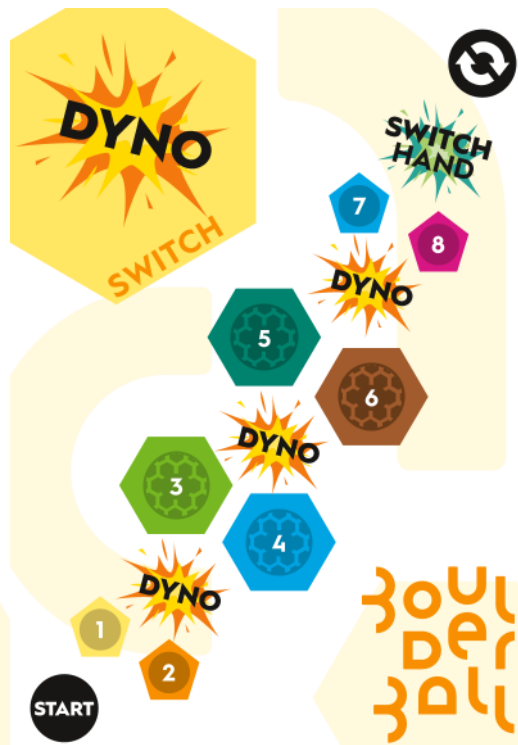 DYNO
SWITCH
SWITCH
HAND
7
8
DYNO
5
6
DYNO
3
4
DYNO
1
2
START
BOUL
DER
BALL